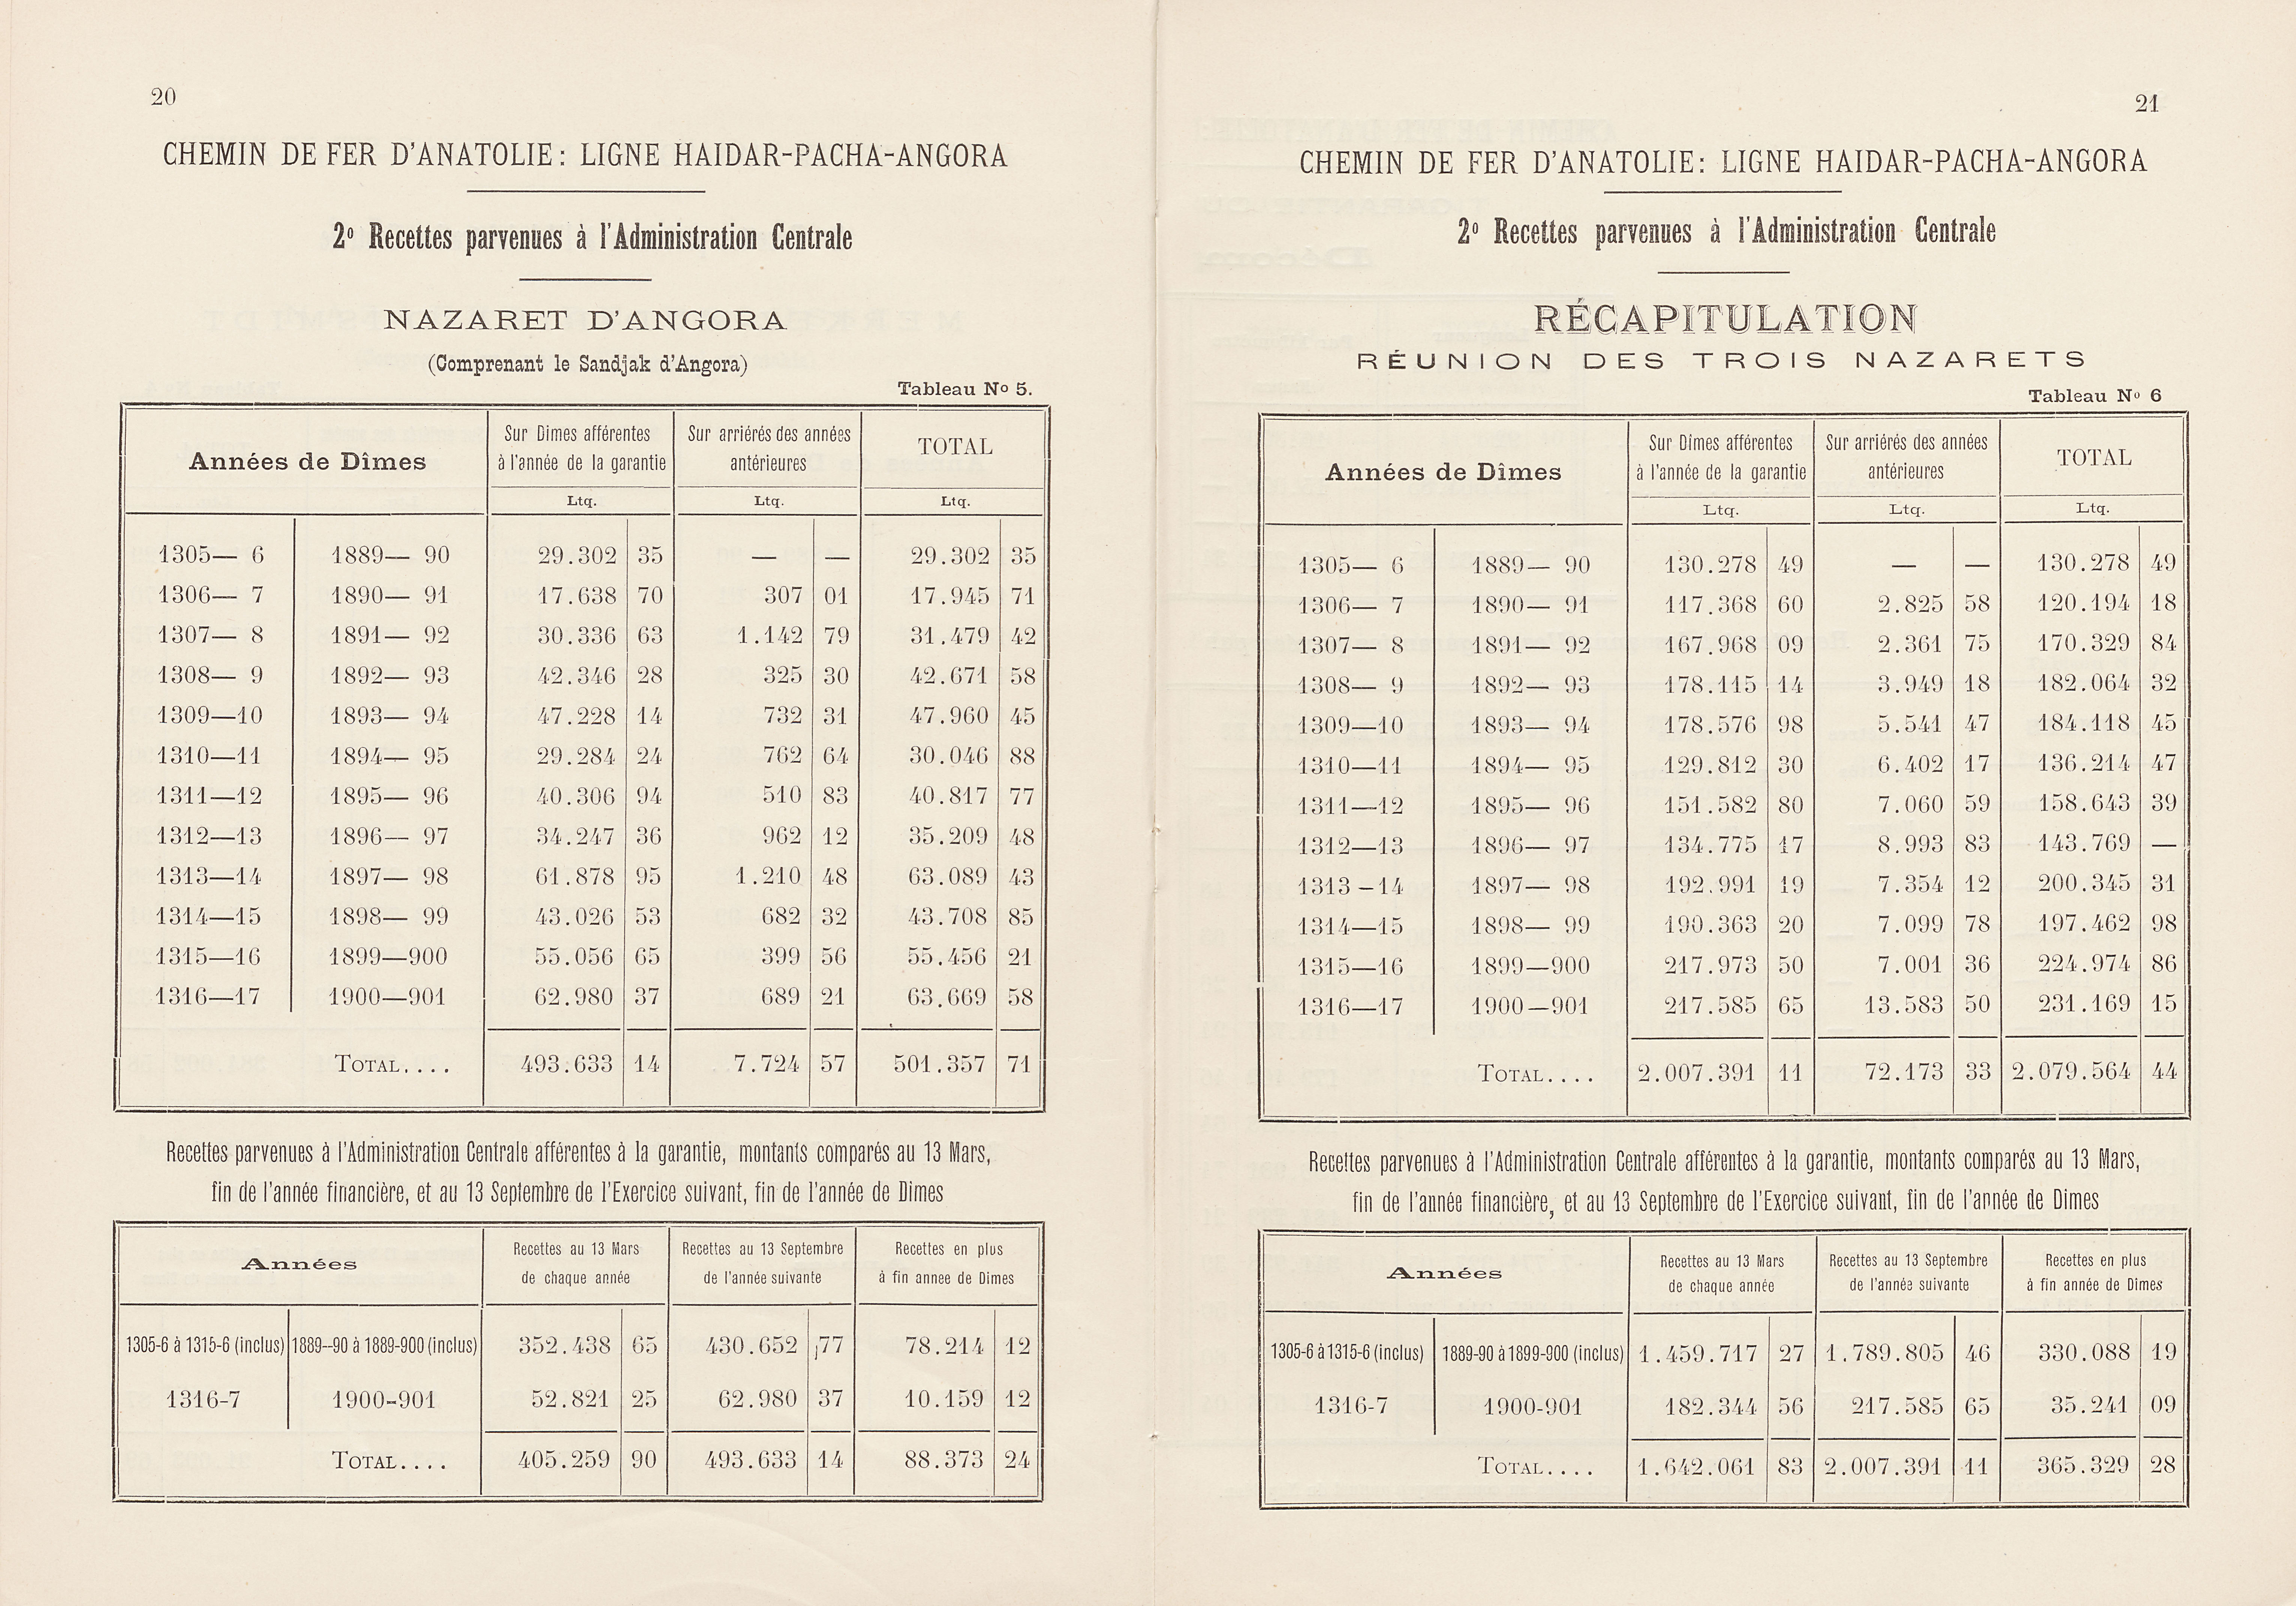 20
CHEMIN DE FER D'ANATOLIE: LIGNE HAIDAR-PACHA-ANGORA
2º Recettes parvenues à l'Administration Centrale
NAZARET D'ANGORA
(Comprenant le Sandjak d'Angora)
Tableau Nº 5.
Années de Dîmes | Sur Dîmes afférentes à l'année de la garantie | Sur arriérés des années antérieures | TOTAL
Ltq. | Ltq. | Ltq.
1305— 6 | 1889— 90 | 29.302 | 35 | — | — | 29.302 | 35
1306— 7 | 1890— 91 | 17.638 | 70 | 307 | 01 | 17.945 | 71
1307— 8 | 1891— 92 | 30.336 | 63 | 1.142 | 79 | 31.479 | 42
1308— 9 | 1892— 93 | 42.346 | 28 | 325 | 30 | 42.671 | 58
1309—10 | 1893— 94 | 47.228 | 14 | 732 | 31 | 47.960 | 45
1310—11 | 1894— 95 | 29.284 | 24 | 762 | 64 | 30.046 | 88
1311—12 | 1895— 96 | 40.306 | 94 | 510 | 83 | 40.817 | 77
1312—13 | 1896— 97 | 34.247 | 36 | 962 | 12 | 35.209 | 48
1313—14 | 1897— 98 | 61.878 | 95 | 1.210 | 48 | 63.089 | 43
1314—15 | 1898— 99 | 43.026 | 53 | 682 | 32 | 43.708 | 85
1315—16 | 1899—900 | 55.056 | 65 | 399 | 56 | 55.456 | 21
1316—17 | 1900—901 | 62.980 | 37 | 689 | 21 | 63.669 | 58
TOTAL.... | 493.633 | 14 | 7.724 | 57 | 501.357 | 71
Recettes parvenues à l'Administration Centrale afférentes à la garantie, montants comparés au 13 Mars,
fin de l'année financière, et au 13 Septembre de l'Exercice suivant, fin de l'année de Dimes
Années | Recettes au 13 Mars de chaque année | Recettes au 13 Septembre de l'année suivante | Recettes en plus à fin annee de Dimes
1305-6 à 1315-6 (inclus) | 1889--90 à 1889-900 (inclus) | 352.438 | 65 | 430.652 | 77 | 78.214 | 12
1316-7 | 1900-901 | 52.821 | 25 | 62.980 | 37 | 10.159 | 12
TOTAL.... | 405.259 | 90 | 493.633 | 14 | 88.373 | 24
21
CHEMIN DE FER D'ANATOLIE: LIGNE HAIDAR-PACHA-ANGORA
2º Recettes parvenues à l'Administration Centrale
RÉCAPITULATION
RÉUNION DES TROIS NAZARETS
Tableau Nº 6
Années de Dîmes | Sur Dîmes afférentes à l'année de la garantie | Sur arriérés des années antérieures | TOTAL
Ltq. | Ltq. | Ltq.
1305— 6 | 1889— 90 | 130.278 | 49 | — | — | 130.278 | 49
1306— 7 | 1890— 91 | 117.368 | 60 | 2.825 | 58 | 120.194 | 18
1307— 8 | 1891— 92 | 167.968 | 09 | 2.361 | 75 | 170.329 | 84
1308— 9 | 1892— 93 | 178.115 | 14 | 3.949 | 18 | 182.064 | 32
1309—10 | 1893— 94 | 178.576 | 98 | 5.541 | 47 | 184.118 | 45
1310—11 | 1894— 95 | 129.812 | 30 | 6.402 | 17 | 136.214 | 47
1311—12 | 1895— 96 | 151.582 | 80 | 7.060 | 59 | 158.643 | 39
1312—13 | 1896— 97 | 134.775 | 17 | 8.993 | 83 | 143.769 | —
1313–14 | 1897— 98 | 192.991 | 19 | 7.354 | 12 | 200.345 | 31
1314—15 | 1898— 99 | 190.363 | 20 | 7.099 | 78 | 197.462 | 98
1315—16 | 1899—900 | 217.973 | 50 | 7.001 | 36 | 224.974 | 86
1316—17 | 1900—901 | 217.585 | 65 | 13.583 | 50 | 231.169 | 15
TOTAL.... | 2.007.391 | 11 | 72.173 | 33 | 2.079.564 | 44
Recettes parvenues à l'Administration Centrale afférentes à la garantie, montants comparés au 13 Mars,
fin de l'année financière, et au 13 Septembre de l'Exercice suivant, fin de l'année de Dimes
Années | Recettes au 13 Mars de chaque année | Recettes au 13 Septembre de l'année suivante | Recettes en plus à fin année de Dimes
1305-6 à 1315-6 (inclus) | 1889-90 à 1899-900 (inclus) | 1.459.717 | 27 | 1.789.805 | 46 | 330.088 | 19
1316-7 | 1900-901 | 182.344 | 56 | 217.585 | 65 | 35.241 | 09
TOTAL.... | 1.642.061 | 83 | 2.007.391 | 11 | 365.329 | 28